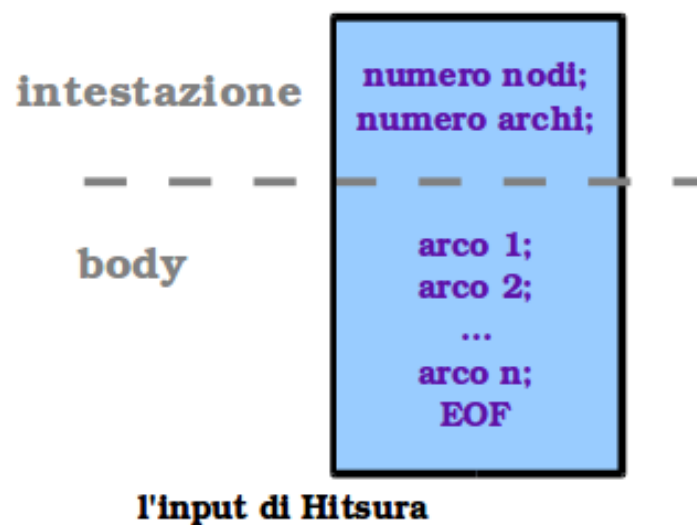 intestazione
numero nodi;
numero archi;
body
arco 1;
arco 2;
...
arco n;
EOF
l'input di Hitsura